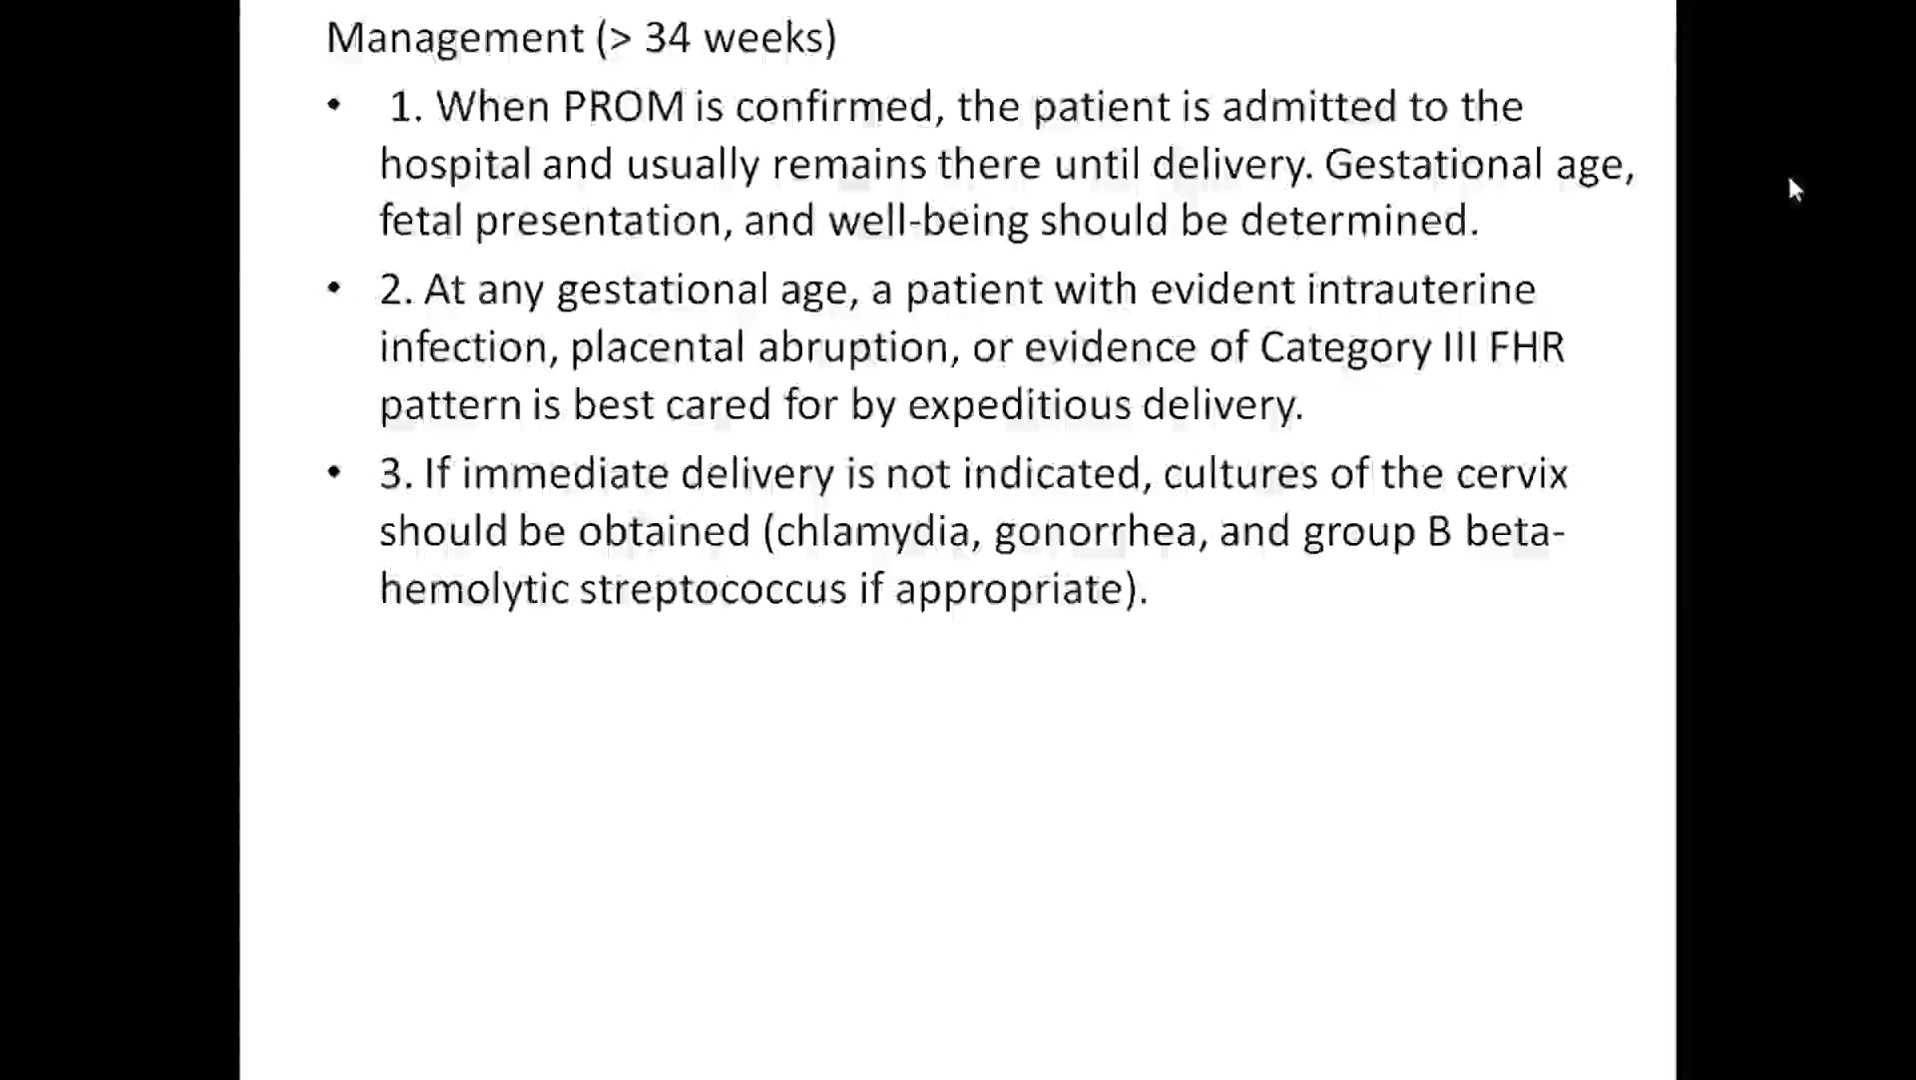 Management (> 34 weeks)
• 1. When PROM is confirmed, the patient is admitted to the
hospital and usually remains there until delivery. Gestational age,
fetal presentation, and well-being should be determined.
• 2. At any gestational age, a patient with evident intrauterine
infection, placental abruption, or evidence of Category III FHR
pattern is best cared for by expeditious delivery.
• 3. If immediate delivery is not indicated, cultures of the cervix
should be obtained (chlamydia, gonorrhea, and group B beta-
hemolytic streptococcus if appropriate).